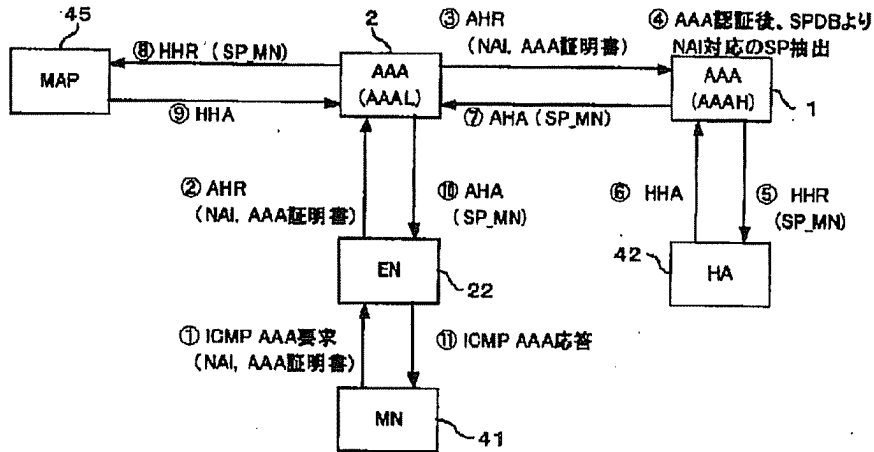 45
MAP
⑧ HHR (SP_MN)
⑨ HHA
2
AAA
(AAAL)
③ AHR
(NAI, AAA証明書)
⑦ AHA (SP_MN)
④ AAA認証後、SPDBより
NAI対応のSP抽出
AAA
(AAAH)
1
② AHR
(NAI, AAA証明書)
⑩ AHA
(SP_MN)
⑥ HHA
⑤ HHR
(SP_MN)
EN
22
42
HA
① ICMP AAA要求
(NAI, AAA証明書)
⑪ ICMP AAA応答
MN
41